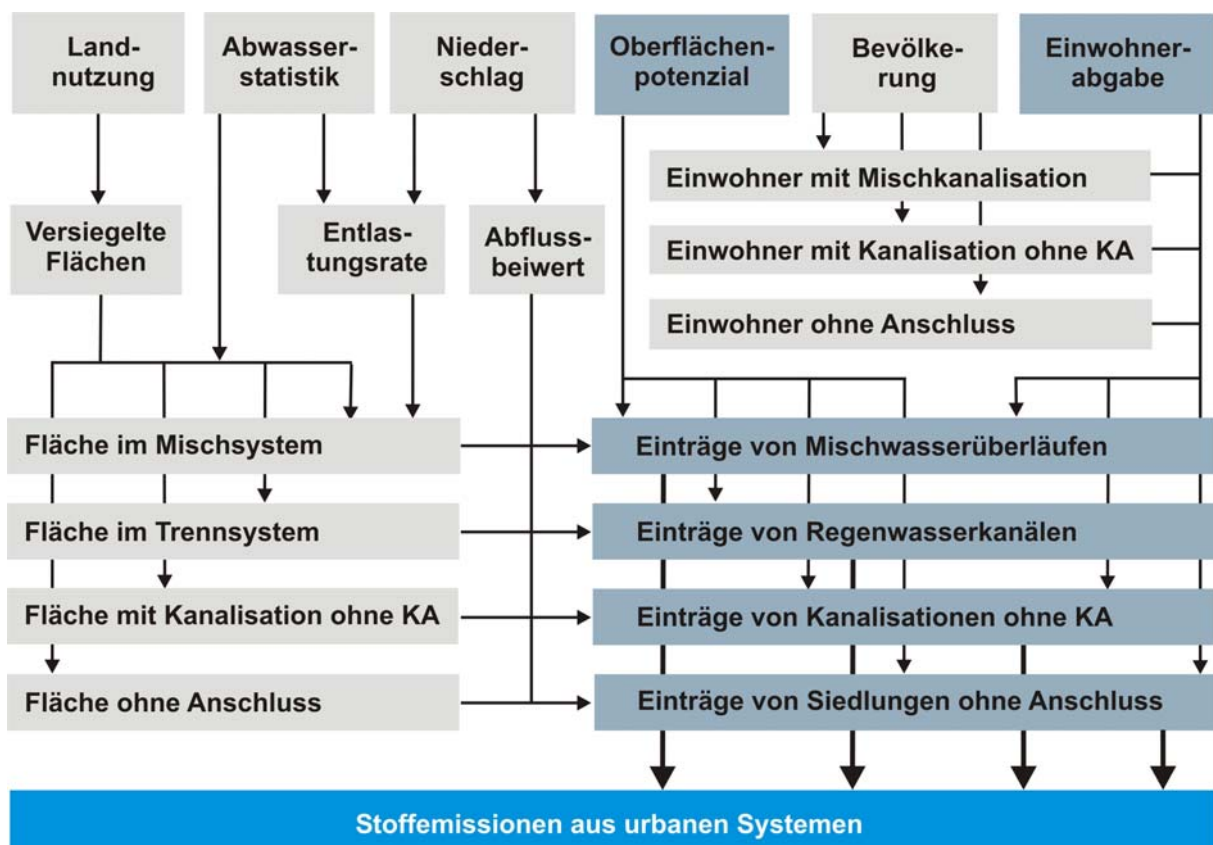 Land-
nutzung
Abwasser-
statistik
Nieder-
schlag
Oberflächen-
potenzial
Bevölke-
rung
Einwohner-
abgabe
Einwohner mit Mischkanalisation
Versiegelte
Flächen
Entlas-
tungsrate
Abfluss-
beiwert
Einwohner mit Kanalisation ohne KA
Einwohner ohne Anschluss
Fläche im Mischsystem
Einträge von Mischwasserüberläufen
Fläche im Trennsystem
Einträge von Regenwasserkanälen
Fläche mit Kanalisation ohne KA
Einträge von Kanalisationen ohne KA
Fläche ohne Anschluss
Einträge von Siedlungen ohne Anschluss
Stoffemissionen aus urbanen Systemen